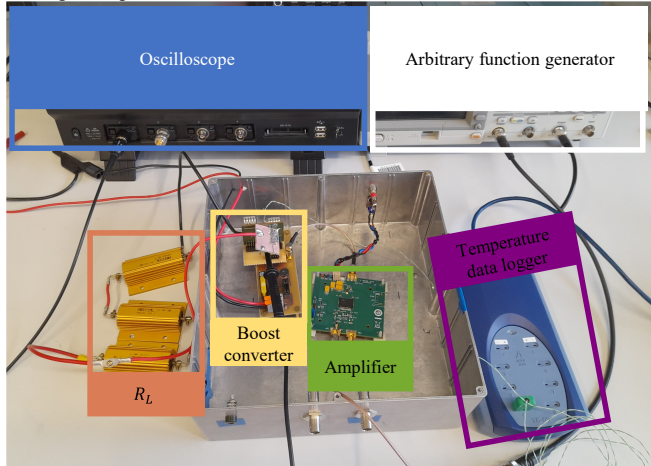 Oscilloscope
Arbitrary function generator
Temperature
data logger
Boost
converter
Amplifier
R_L